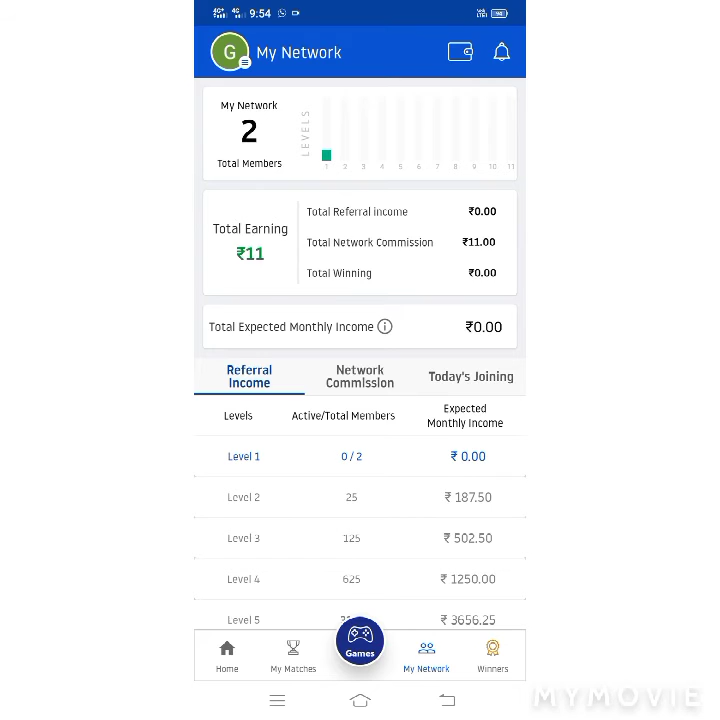 4G+ 4G 9:54
G My Network
My Network
2
Total Members
LEVELS
1 2 3 4 5 6 7 8 9 10 11
Total Earning
₹11
Total Referral income ₹0.00
Total Network Commission ₹11.00
Total Winning ₹0.00
Total Expected Monthly Income ₹0.00
Referral
Income
Network
Commission
Today's Joining
Levels
Active/Total Members
Expected
Monthly Income
Level 1 0 / 2 ₹ 0.00
Level 2 25 ₹ 187.50
Level 3 125 ₹ 502.50
Level 4 625 ₹ 1250.00
Level 5 ₹ 3656.25
Home
My Matches
Games
My Network
Winners
MYMOVIE